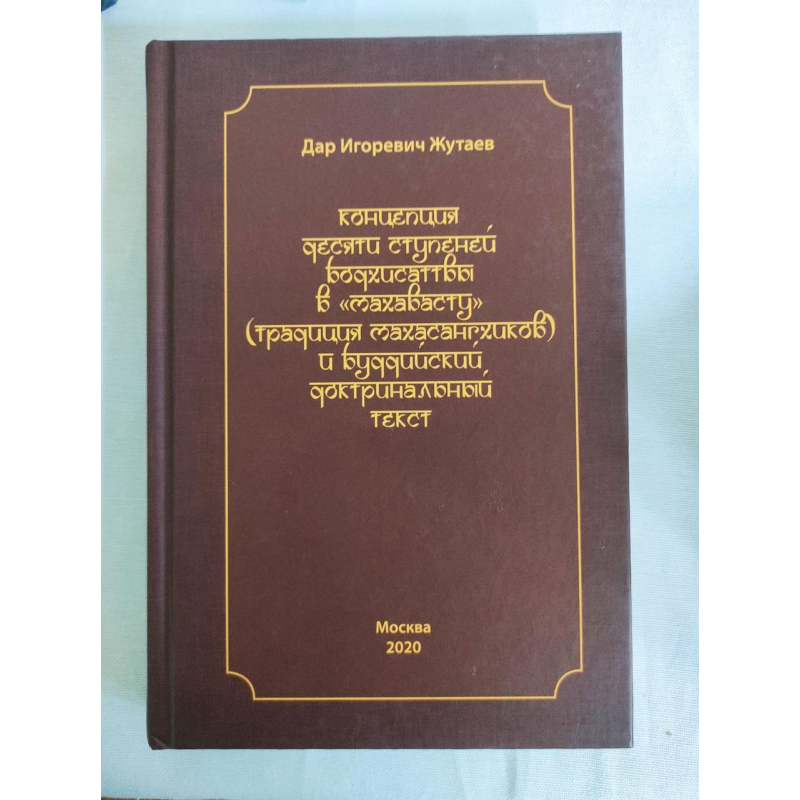 Дар Игоревич Жутаев
концепция
десяти ступеней
бодхисаттвы
в «махавасту»
(традиция махасангхиков)
и буддийский
доктринальный
текст
Москва
2020